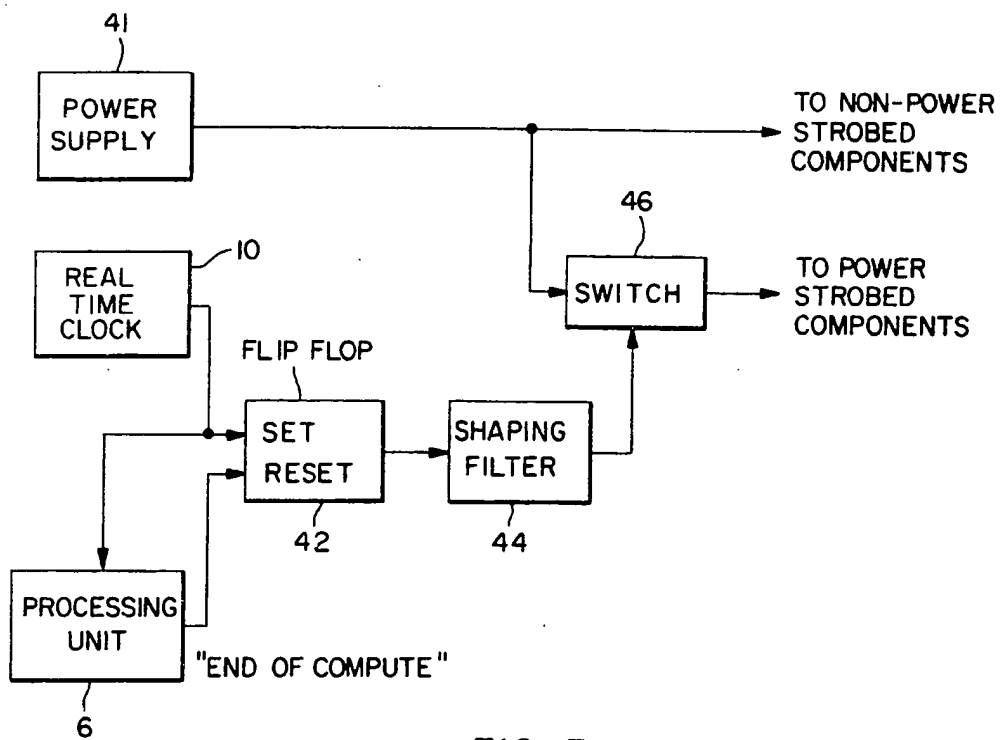 41
POWER
SUPPLY
TO NON-POWER
STROBED
COMPONENTS
46
10
REAL
TIME
CLOCK
SWITCH
TO POWER
STROBED
COMPONENTS
FLIP FLOP
SET
RESET
SHAPING
FILTER
42
44
PROCESSING
UNIT
"END OF COMPUTE"
6